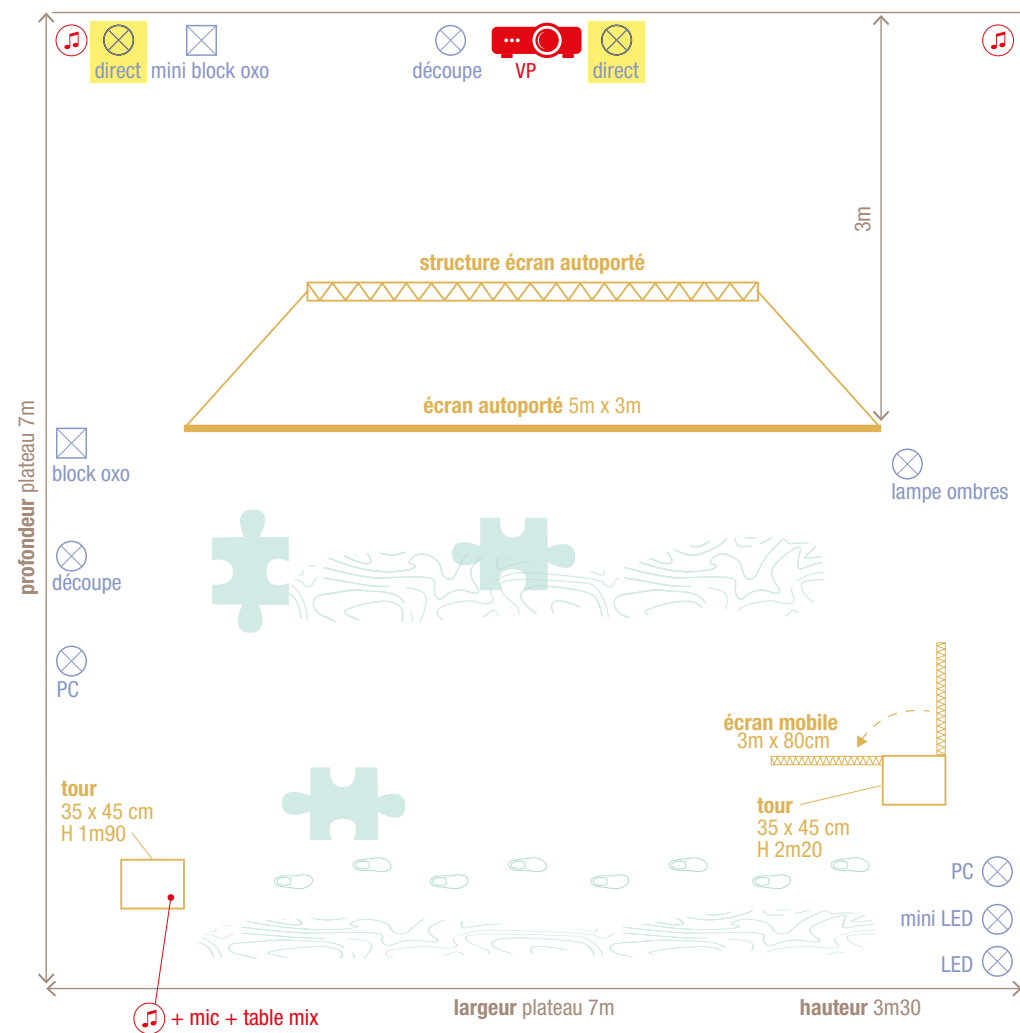 direct
mini block oxo
découpe
VP
direct
3m
structure écran autoporté
écran autoporté 5m x 3m
profondeur plateau 7m
block oxo
lampe ombres
découpe
PC
écran mobile
3m x 80cm
tour
35 x 45 cm
H 1m90
tour
35 x 45 cm
H 2m20
PC
mini LED
LED
largeur plateau 7m
hauteur 3m30
+ mic + table mix